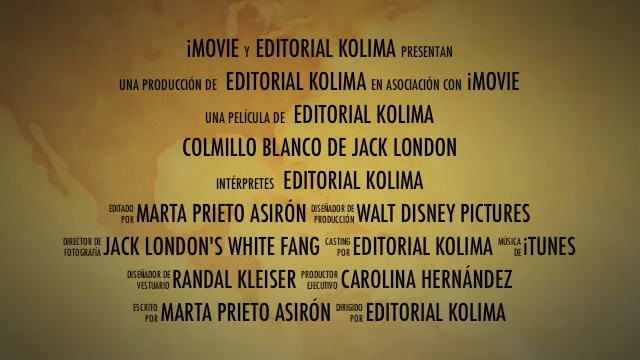 iMOVIE Y EDITORIAL KOLIMA PRESENTAN
UNA PRODUCCIÓN DE EDITORIAL KOLIMA EN ASOCIACIÓN CON iMOVIE
UNA PELÍCULA DE EDITORIAL KOLIMA
COLMILLO BLANCO DE JACK LONDON
INTÉRPRETES EDITORIAL KOLIMA
EDITADO POR MARTA PRIETO ASIRÓN DISEÑADOR DE PRODUCCIÓN WALT DISNEY PICTURES
DIRECTOR DE FOTOGRAFÍA JACK LONDON'S WHITE FANG CASTING POR EDITORIAL KOLIMA MÚSICA DE iTUNES
DISEÑADOR DE VESTUARIO RANDAL KLEISER PRODUCTOR EJECUTIVO CAROLINA HERNÁNDEZ
ESCRITO POR MARTA PRIETO ASIRÓN DIRIGIDO POR EDITORIAL KOLIMA